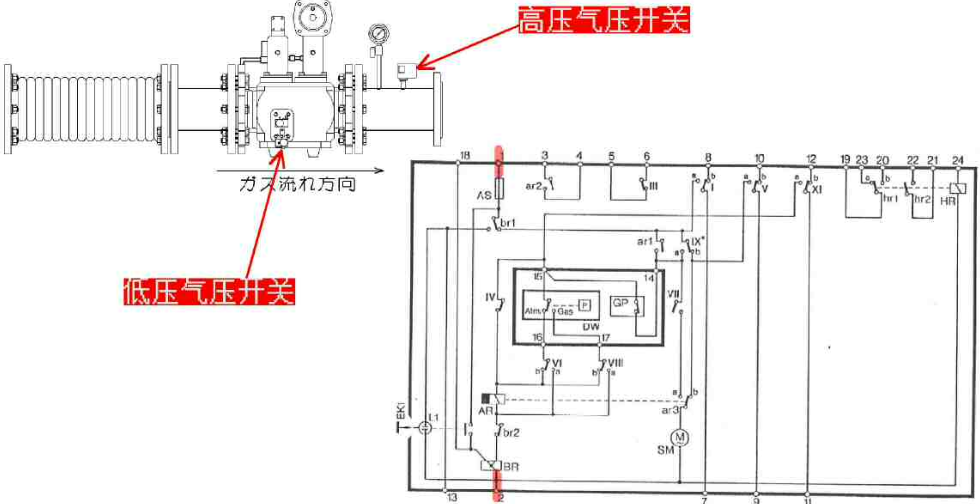 高压气压开关
ガス流れ方向
低压气压开关
18
3
4
5
6
8
10
12
19
23
20
22
21
24
AS
ar2
III
a
b
I
a
b
V
a
b
XI
a
b
hr1
hr2
HR
br1
ar1
IX*
a
b
15
14
IV
P
GP
VII
Atm.
Gas
DW
16
17
VI
b
a
VIII
b
a
AR
a
b
ar3
EK1
L1
br2
M
SM
BR
13
2
7
9
11